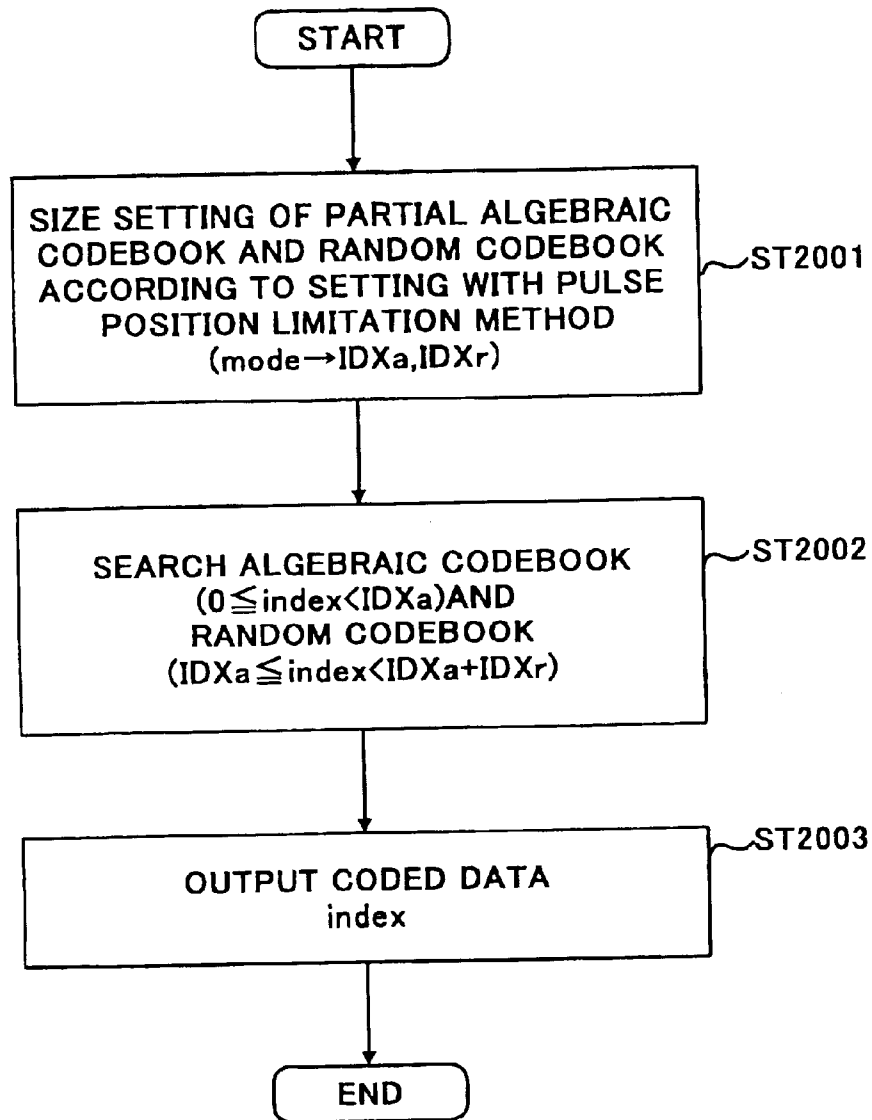 START
SIZE SETTING OF PARTIAL ALGEBRAIC
CODEBOOK AND RANDOM CODEBOOK
ACCORDING TO SETTING WITH PULSE
POSITION LIMITATION METHOD
(mode→IDXa,IDXr)
ST2001
SEARCH ALGEBRAIC CODEBOOK
(0≦index<IDXa)AND
RANDOM CODEBOOK
(IDXa≦index<IDXa+IDXr)
ST2002
OUTPUT CODED DATA
index
ST2003
END